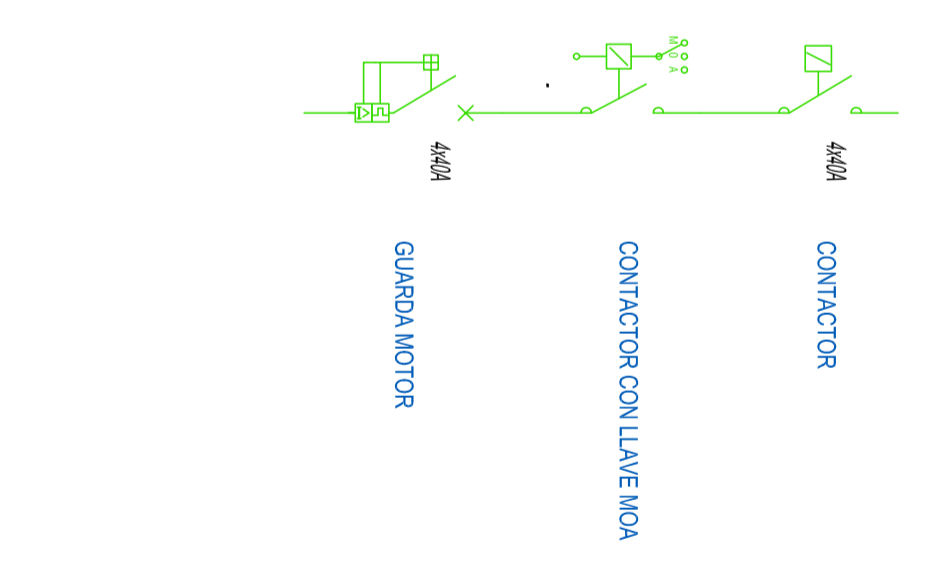 M O A
4x40A
4x40A
GUARDA MOTOR
CONTACTOR CON LLAVE MOA
CONTACTOR